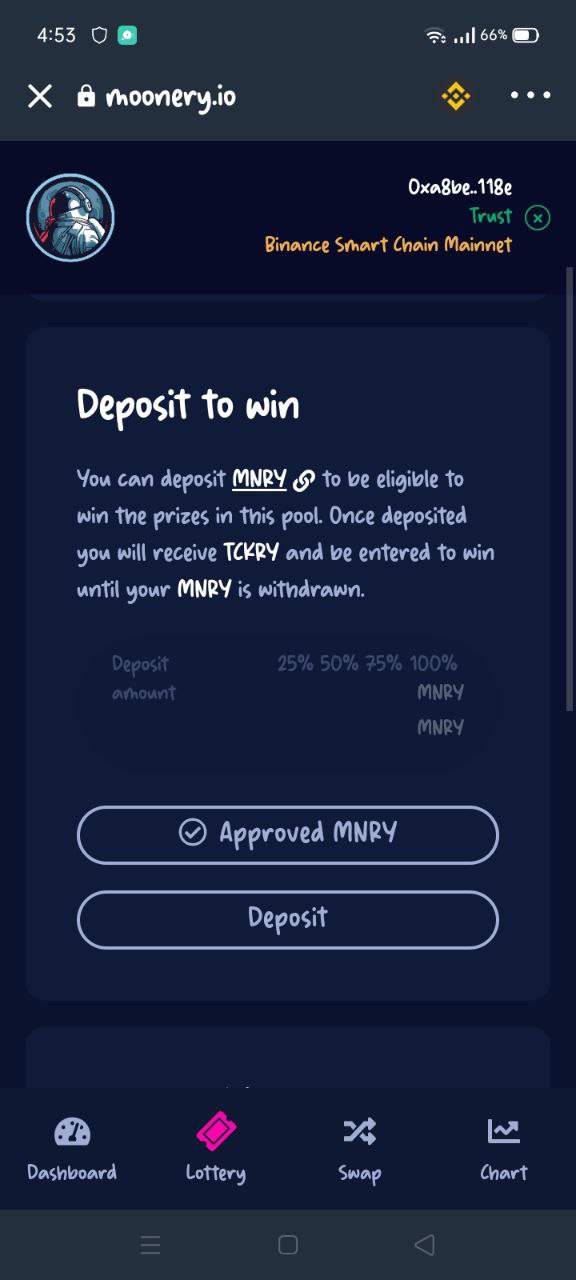 4:53
66%
moonery.io
0xa8be..118e
Trust
Binance Smart Chain Mainnet
Deposit to win
You can deposit MNRY to be eligible to
win the prizes in this pool. Once deposited
you will receive TCKRY and be entered to win
until your MNRY is withdrawn.
Deposit 25% 50% 75% 100%
amount MNRY
MNRY
Approved MNRY
Deposit
Dashboard Lottery Swap Chart